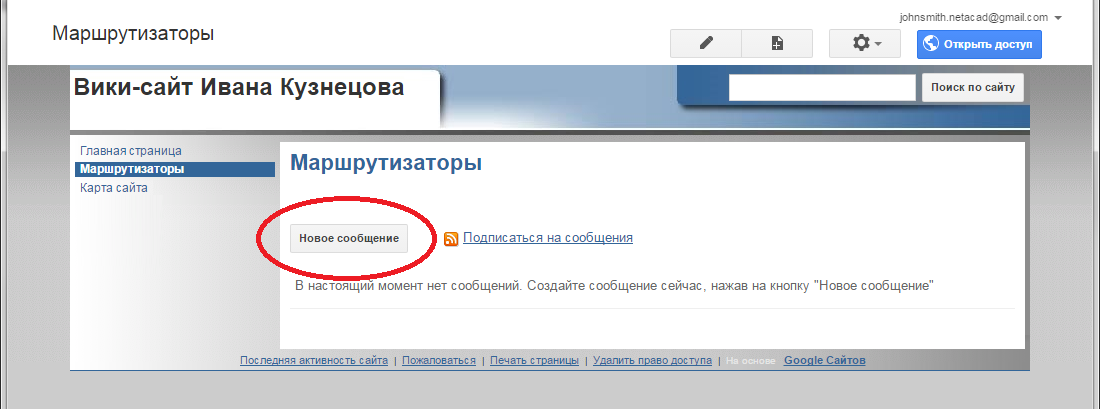 johnsmith.netacad@gmail.com
Маршрутизаторы
Открыть доступ
Вики-сайт Ивана Кузнецова
Поиск по сайту
Главная страница
Маршрутизаторы
Карта сайта
Маршрутизаторы
Новое сообщение
Подписаться на сообщения
В настоящий момент нет сообщений. Создайте сообщение сейчас, нажав на кнопку "Новое сообщение"
Последняя активность сайта | Пожаловаться | Печать страницы | Удалить право доступа | На основе Google Сайтов